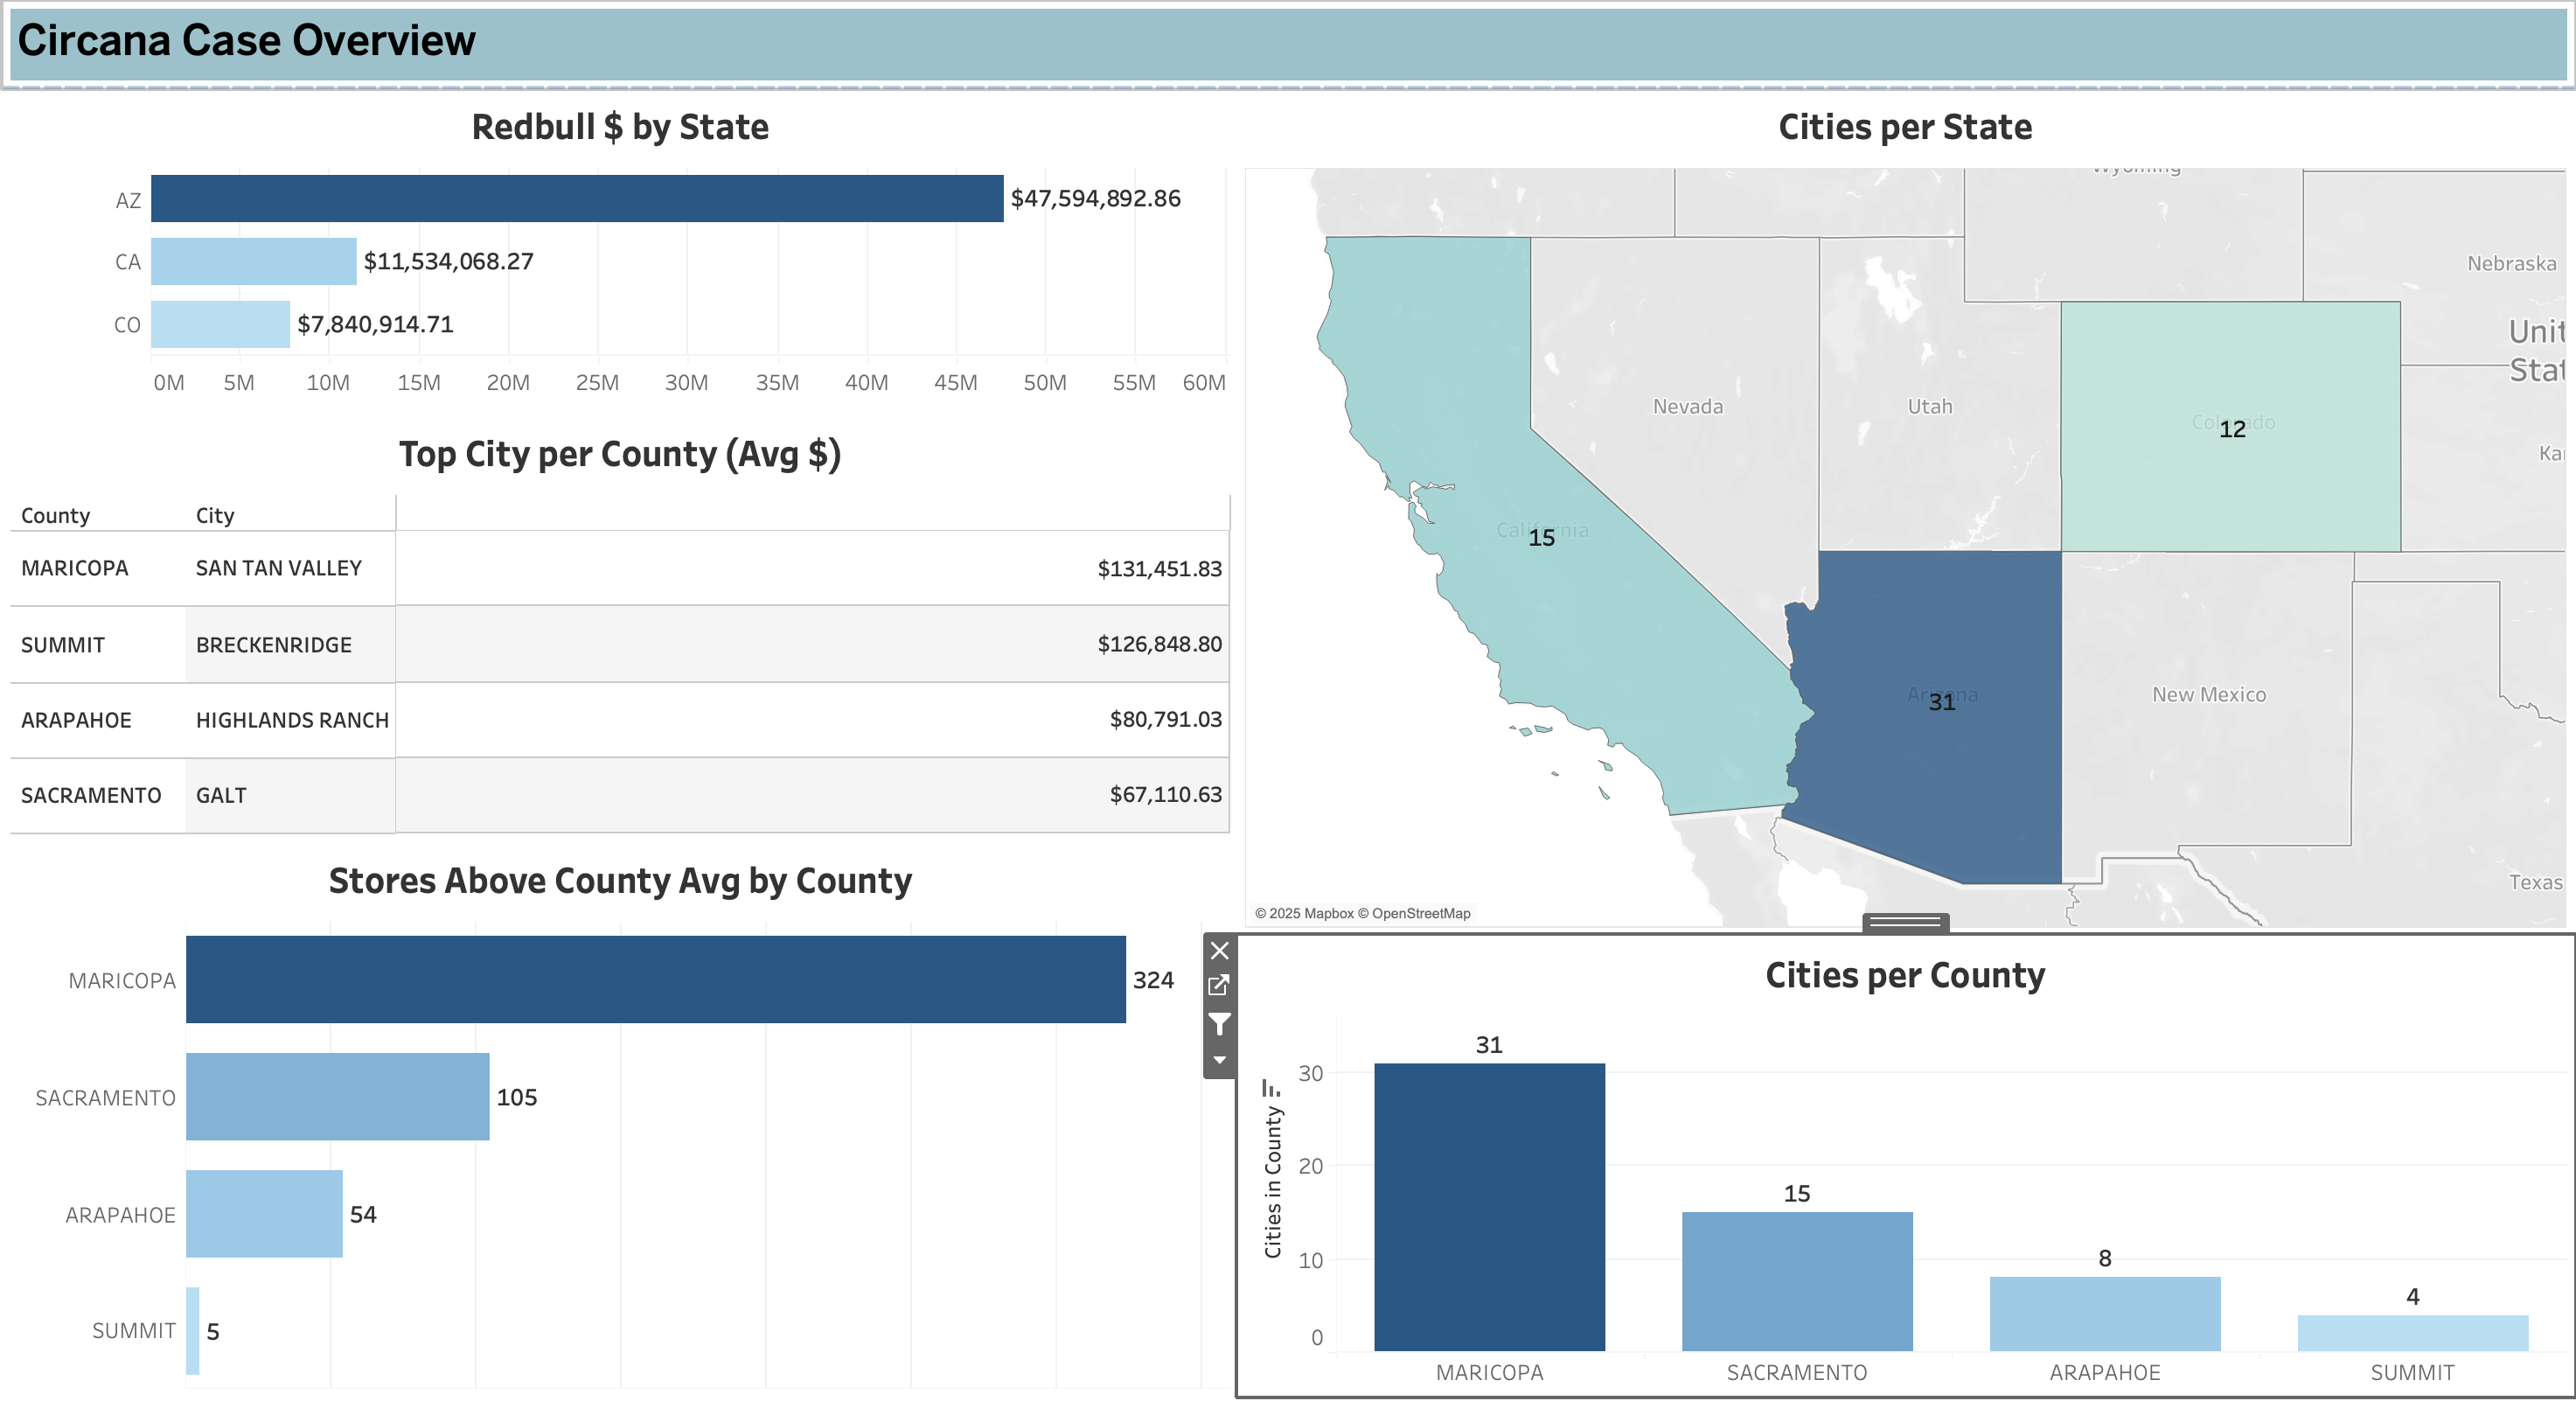 Circana Case Overview
Redbull $ by State
AZ
$47,594,892.86
CA
$11,534,068.27
CO
$7,840,914.71
0M 5M 10M 15M 20M 25M 30M 35M 40M 45M 50M 55M 60M
Top City per County (Avg $)
County City
MARICOPA SAN TAN VALLEY $131,451.83
SUMMIT BRECKENRIDGE $126,848.80
ARAPAHOE HIGHLANDS RANCH $80,791.03
SACRAMENTO GALT $67,110.63
Stores Above County Avg by County
MARICOPA 324
SACRAMENTO 105
ARAPAHOE 54
SUMMIT 5
Cities per State
Wyoming
Nebraska
Unit
Stat
Nevada
Utah
Colorado
12
Kan
California
15
Arizona
31
New Mexico
Texas
© 2025 Mapbox © OpenStreetMap
Cities per County
Cities in County
30
20
10
0
31
15
8
4
MARICOPA SACRAMENTO ARAPAHOE SUMMIT